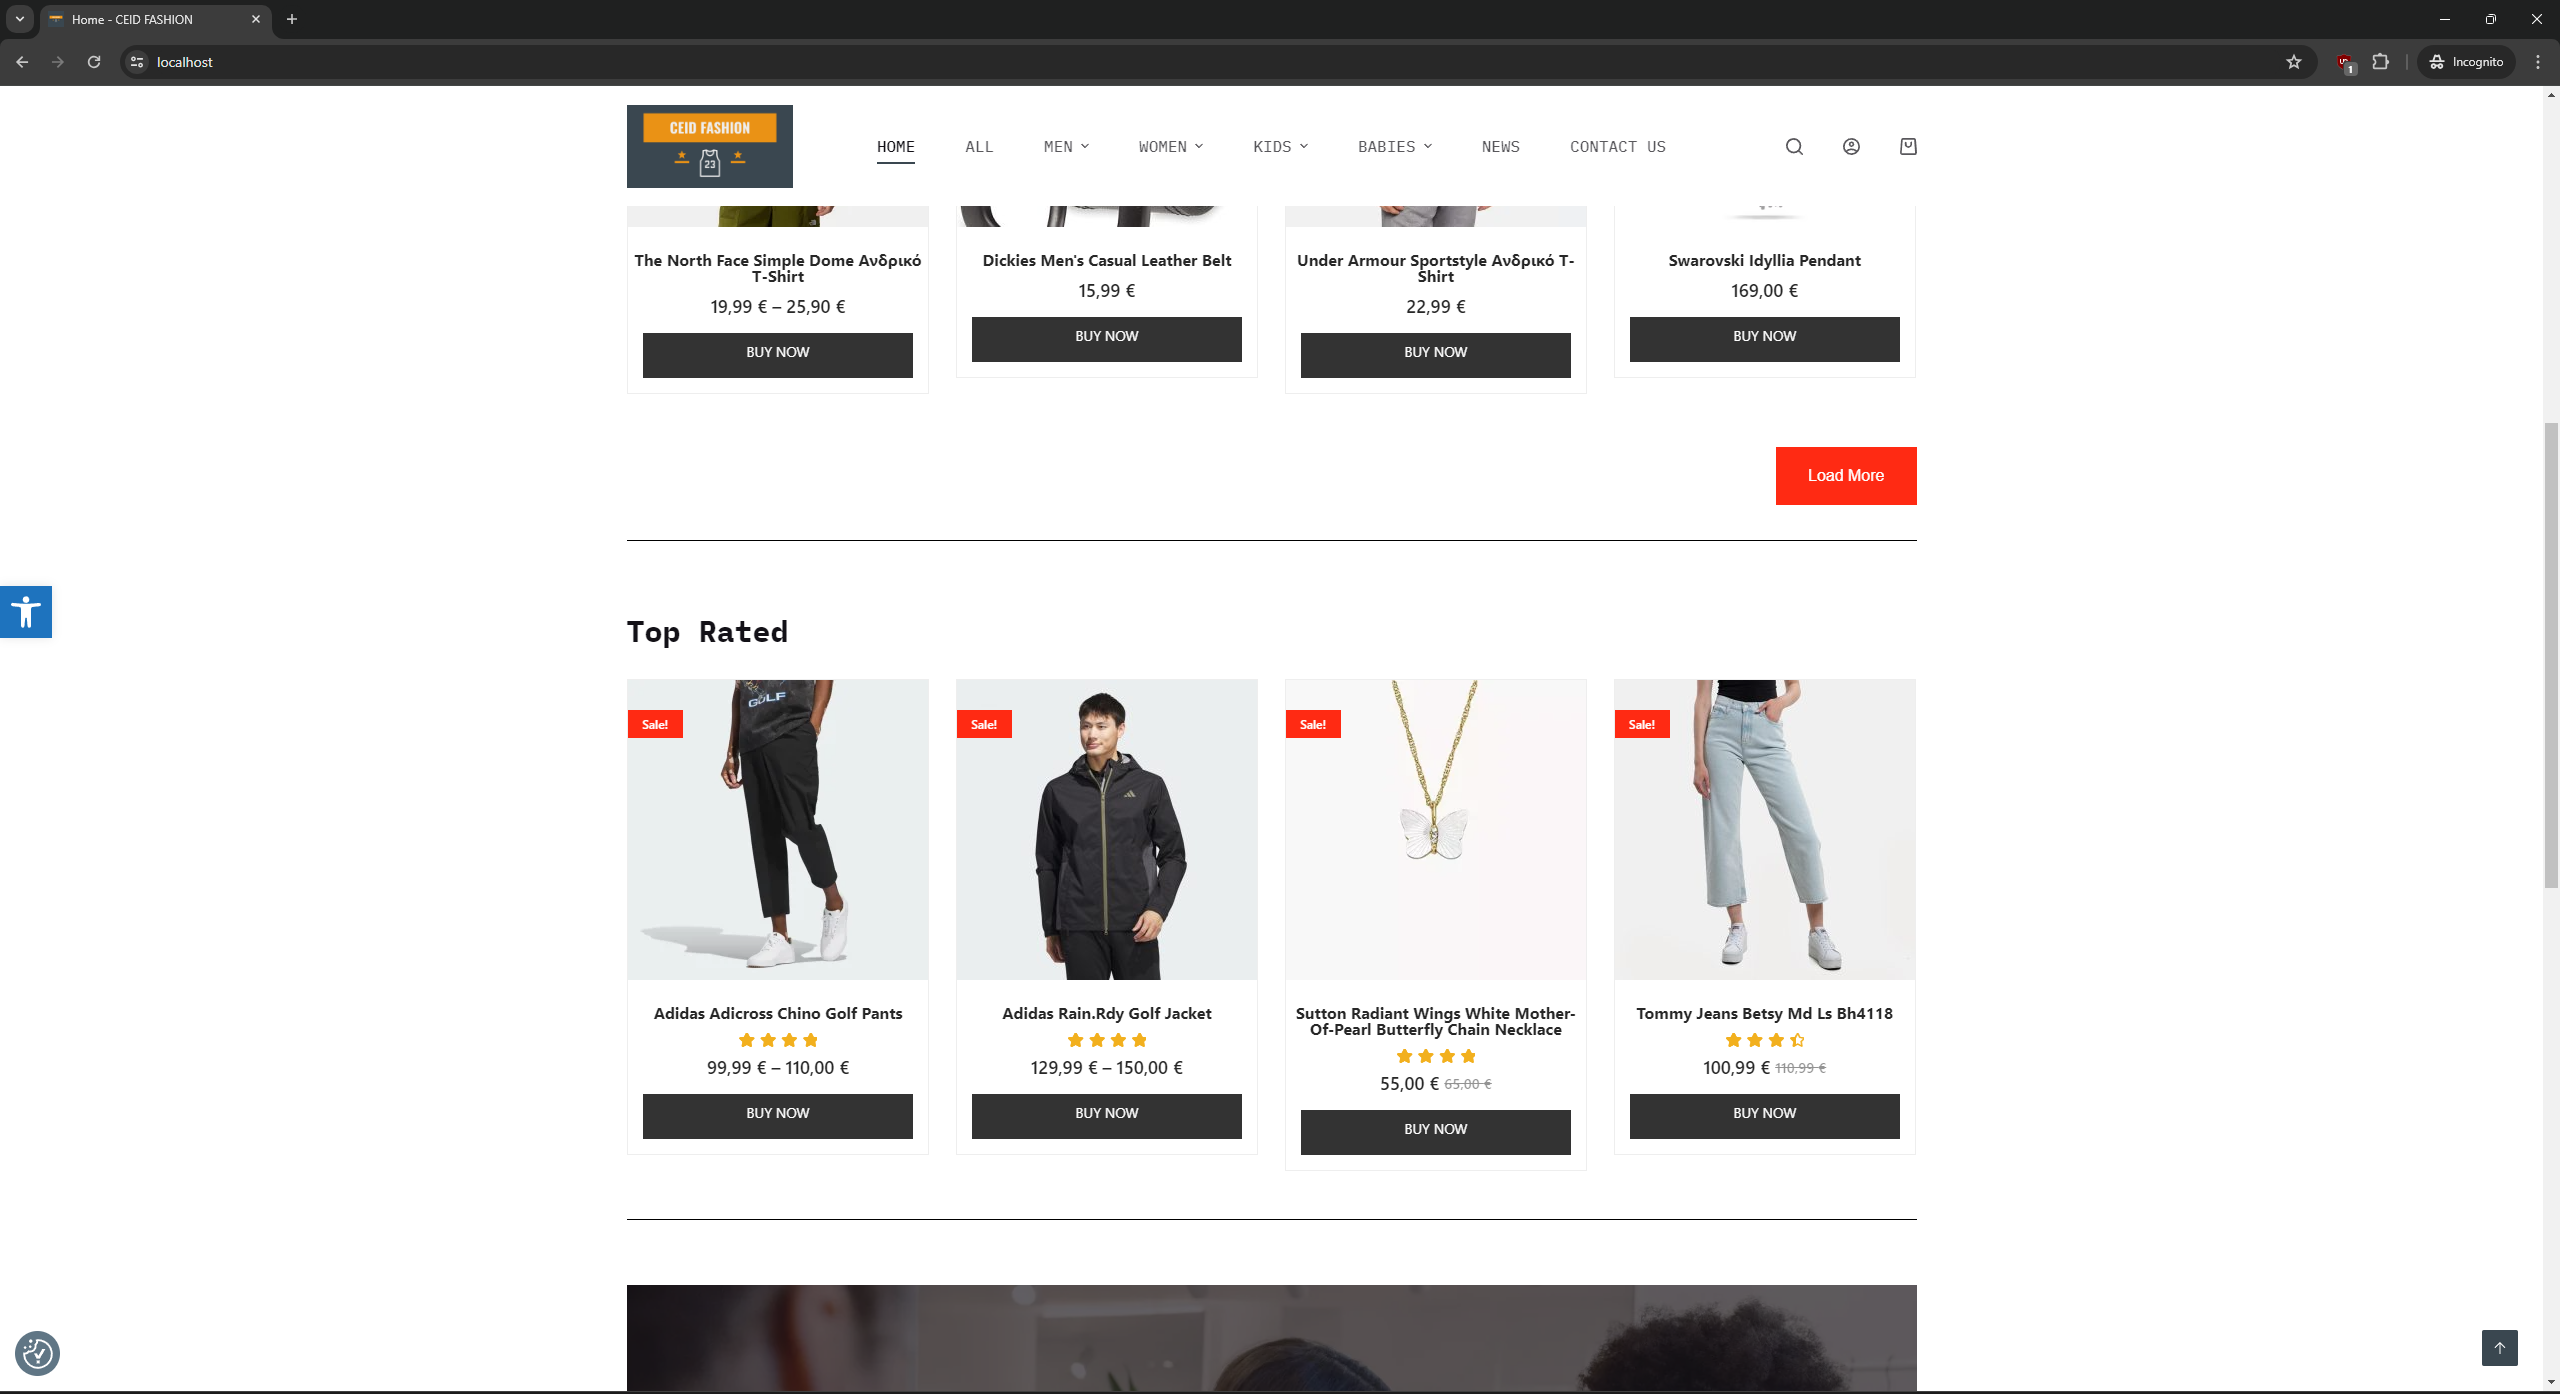 Home - CEID FASHION
localhost
1
Incognito
CEID FASHION
23
HOME
ALL
MEN
WOMEN
KIDS
BABIES
NEWS
CONTACT US
The North Face Simple Dome Ανδρικό
T-Shirt
19,99 € – 25,90 €
BUY NOW
Dickies Men's Casual Leather Belt
15,99 €
BUY NOW
Under Armour Sportstyle Ανδρικό T-
Shirt
22,99 €
BUY NOW
Swarovski Idyllia Pendant
169,00 €
BUY NOW
Load More
Top Rated
Sale!
GOLF
Adidas Adicross Chino Golf Pants
99,99 € – 110,00 €
BUY NOW
Sale!
Adidas Rain.Rdy Golf Jacket
129,99 € – 150,00 €
BUY NOW
Sale!
Sutton Radiant Wings White Mother-
Of-Pearl Butterfly Chain Necklace
55,00 € 65,00 €
BUY NOW
Sale!
Tommy Jeans Betsy Md Ls Bh4118
100,99 € 110,99 €
BUY NOW